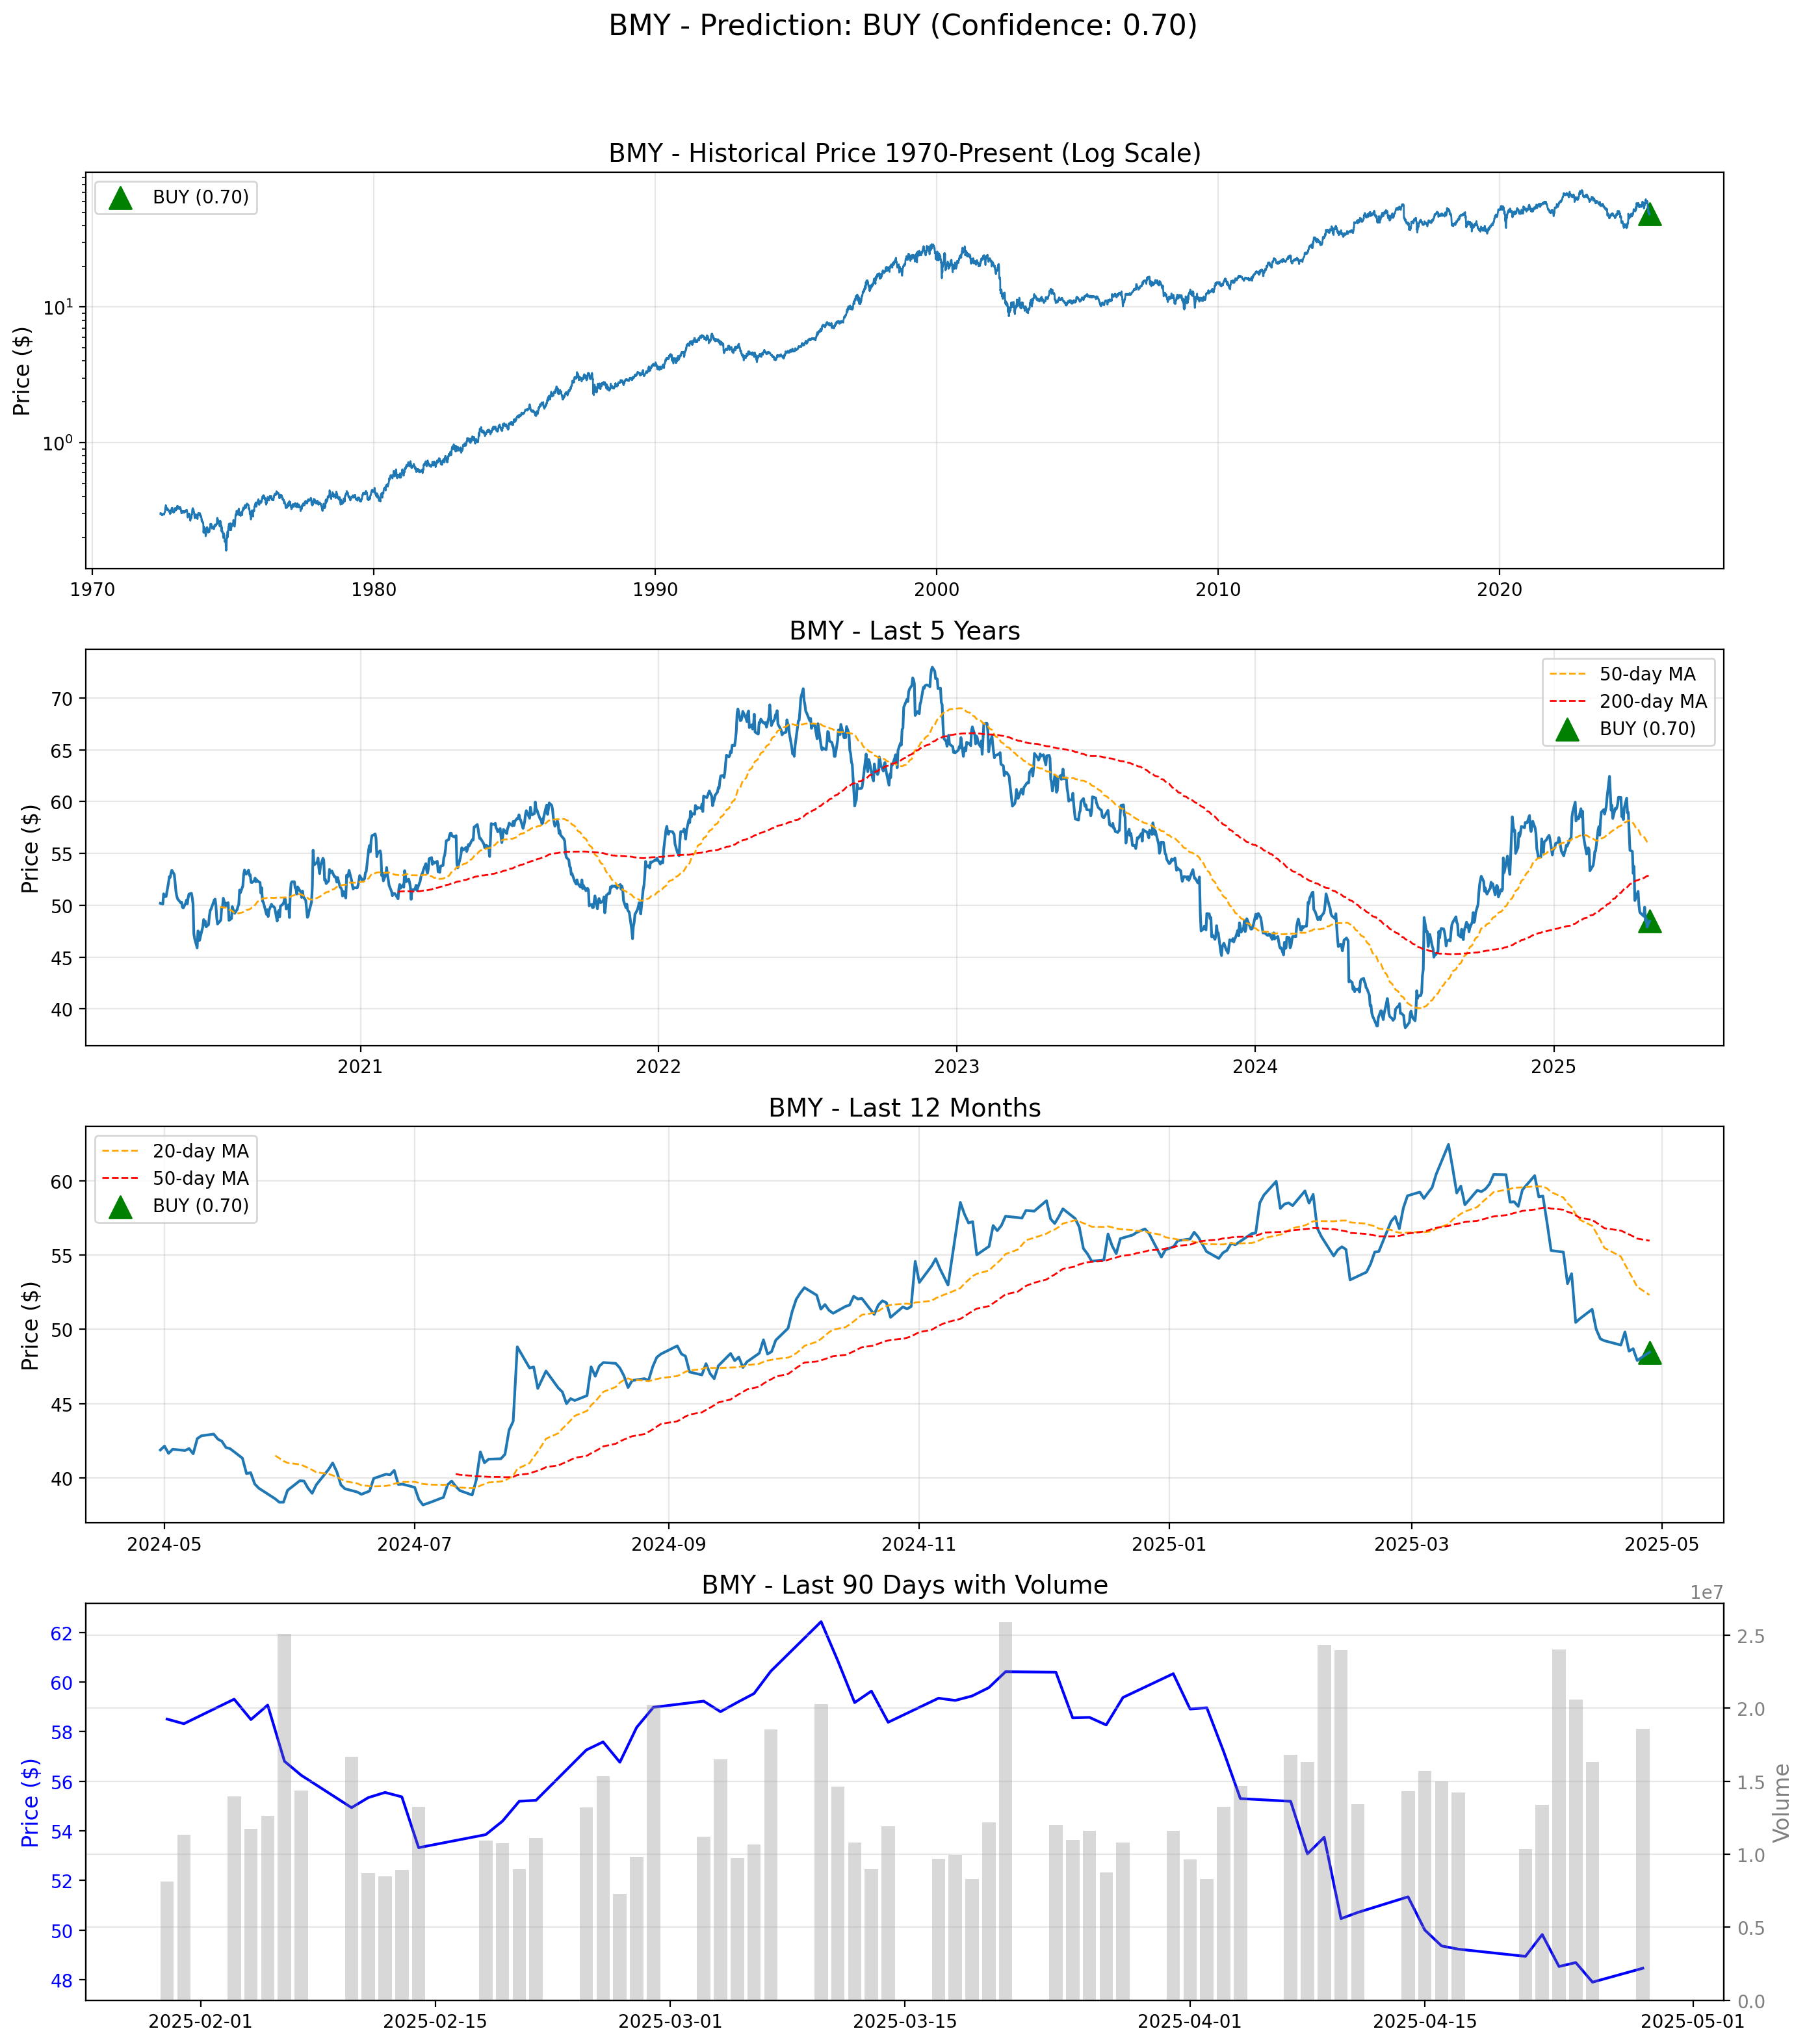 BMY - Prediction: BUY (Confidence: 0.70)
BMY - Historical Price 1970-Present (Log Scale)
BUY (0.70)
Price ($)
10¹
10⁰
1970 1980 1990 2000 2010 2020
BMY - Last 5 Years
50-day MA
200-day MA
BUY (0.70)
Price ($)
70
65
60
55
50
45
40
2021 2022 2023 2024 2025
BMY - Last 12 Months
20-day MA
50-day MA
BUY (0.70)
Price ($)
60
55
50
45
40
2024-05 2024-07 2024-09 2024-11 2025-01 2025-03 2025-05
BMY - Last 90 Days with Volume
1e7
Price ($)
62
60
58
56
54
52
50
48
2.5
2.0
1.5
1.0
0.5
0.0
Volume
2025-02-01 2025-02-15 2025-03-01 2025-03-15 2025-04-01 2025-04-15 2025-05-01